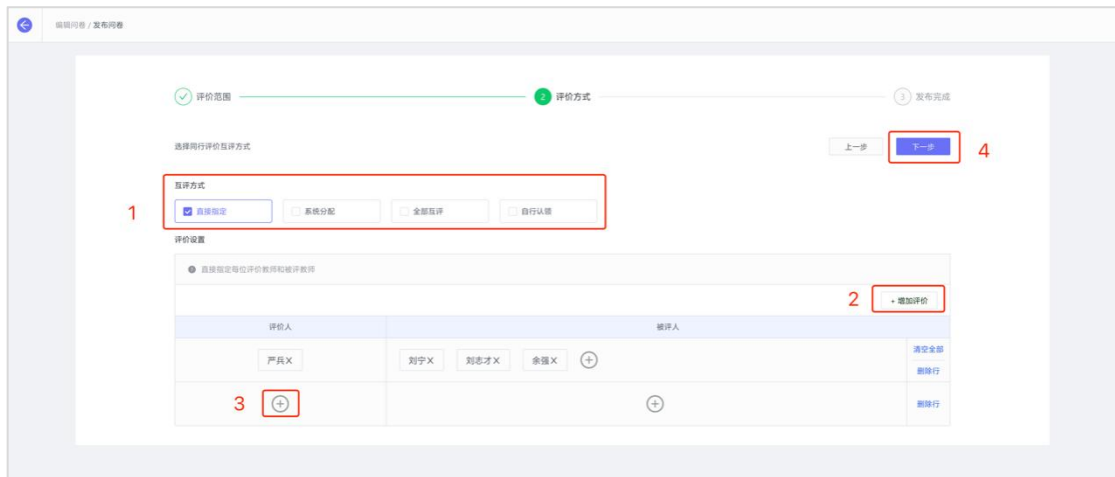 编辑问卷 / 发布问卷
评价范围 2 评价方式 3 发布完成
选择同行评价互评方式 上一步 下一步 4
互评方式
1 直接指定 系统分配 全部互评 自行认领
评价设置
直接指定每位评价教师和被评教师
2 + 增加评价
评价人 被评人
严兵X 刘宁X 刘志才X 余强X 清空全部
删除行
3 删除行